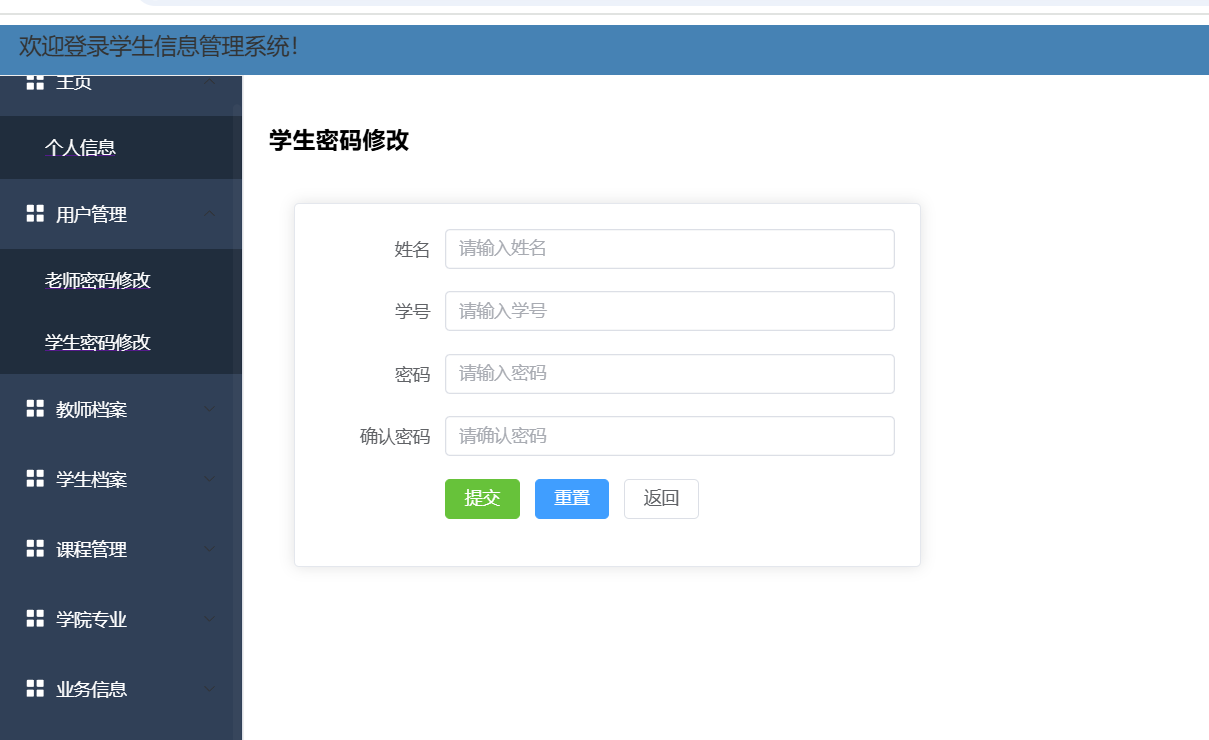 欢迎登录学生信息管理系统!
主页
个人信息
用户管理
老师密码修改
学生密码修改
教师档案
学生档案
课程管理
学院专业
业务信息
学生密码修改
姓名 请输入姓名
学号 请输入学号
密码 请输入密码
确认密码 请确认密码
提交 重置 返回